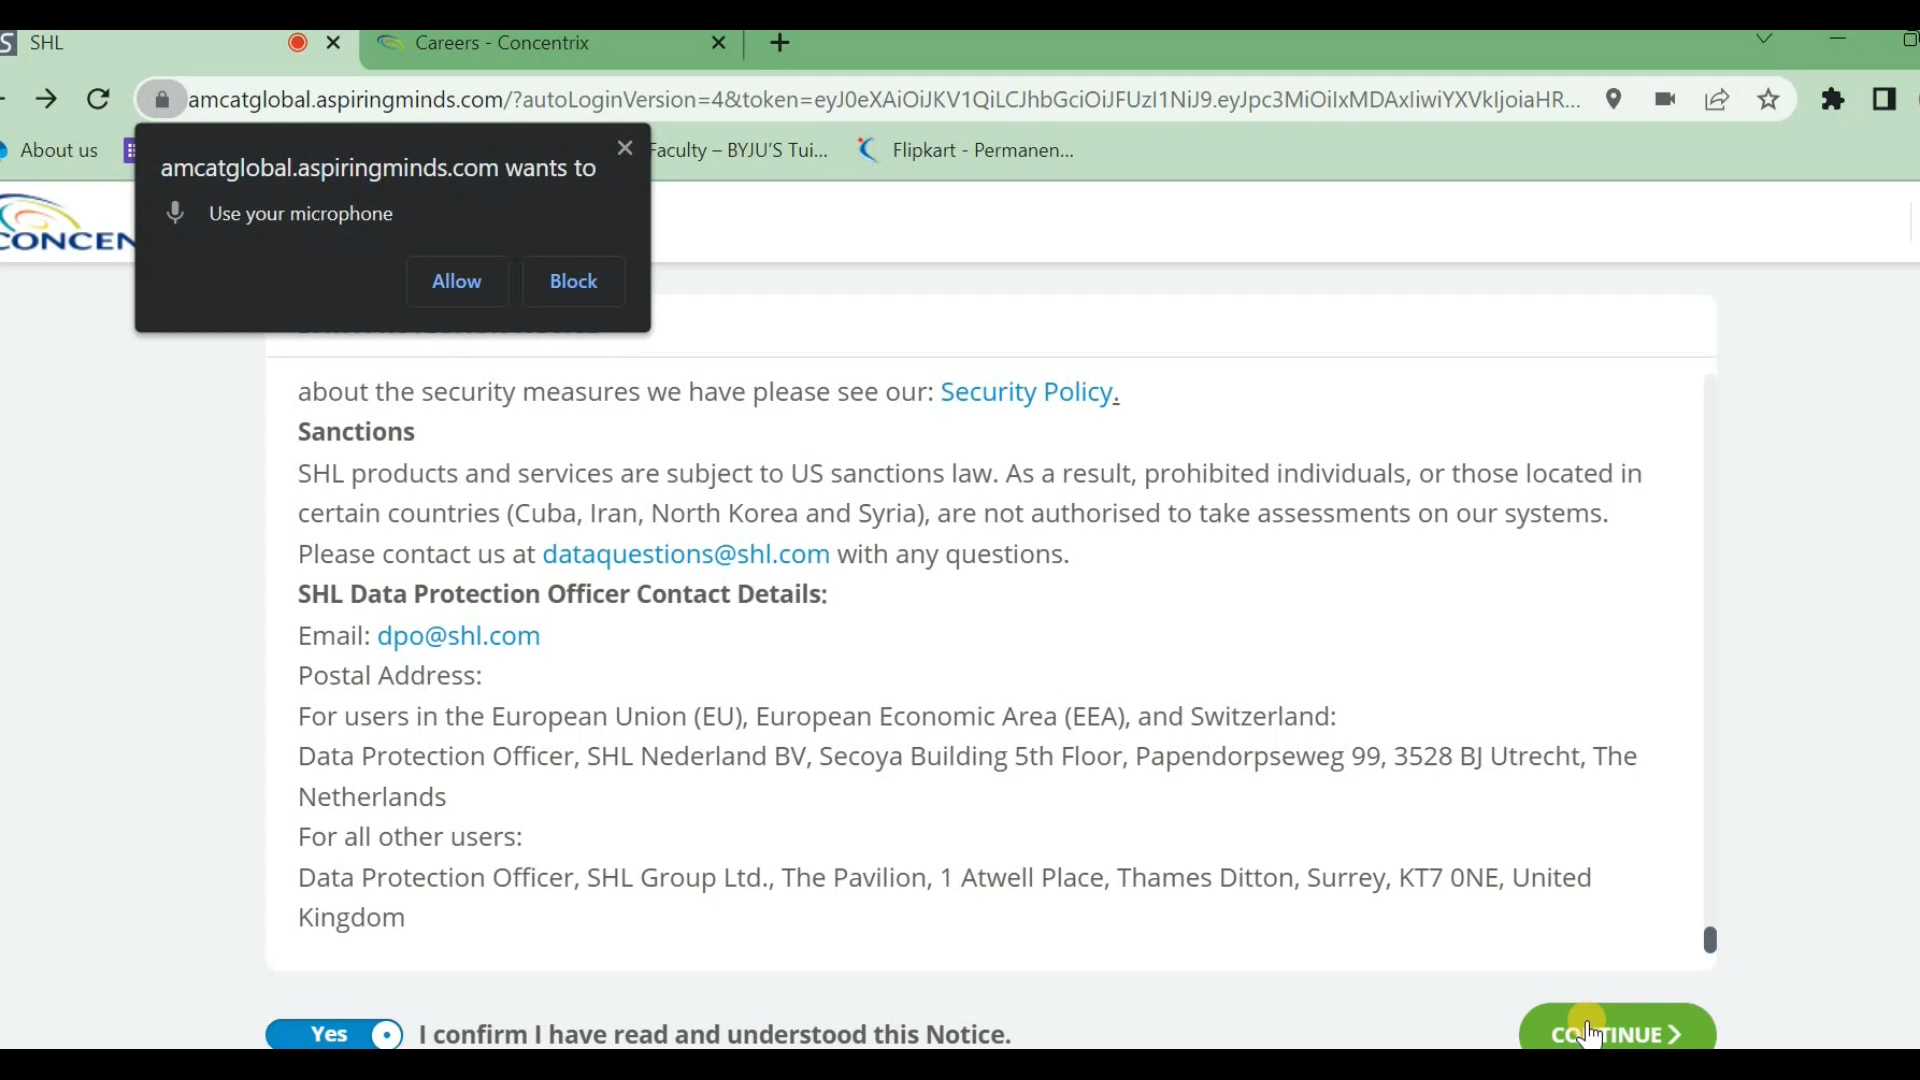 SHL
Careers - Concentrix
amcatglobal.aspiringminds.com/?autoLoginVersion=4&token=eyJ0eXAiOiJKV1QiLCJhbGciOiJFUzI1NiJ9.eyJpc3MiOiIxMDAxIiwiYXVkIjoiaHR...
About us
Faculty – BYJU'S Tui...
Flipkart - Permanen...
amcatglobal.aspiringminds.com wants to
Use your microphone
Allow
Block
CONCEN
about the security measures we have please see our: Security Policy.
Sanctions
SHL products and services are subject to US sanctions law. As a result, prohibited individuals, or those located in
certain countries (Cuba, Iran, North Korea and Syria), are not authorised to take assessments on our systems.
Please contact us at dataquestions@shl.com with any questions.
SHL Data Protection Officer Contact Details:
Email: dpo@shl.com
Postal Address:
For users in the European Union (EU), European Economic Area (EEA), and Switzerland:
Data Protection Officer, SHL Nederland BV, Secoya Building 5th Floor, Papendorpseweg 99, 3528 BJ Utrecht, The
Netherlands
For all other users:
Data Protection Officer, SHL Group Ltd., The Pavilion, 1 Atwell Place, Thames Ditton, Surrey, KT7 0NE, United
Kingdom
Yes
I confirm I have read and understood this Notice.
CONTINUE